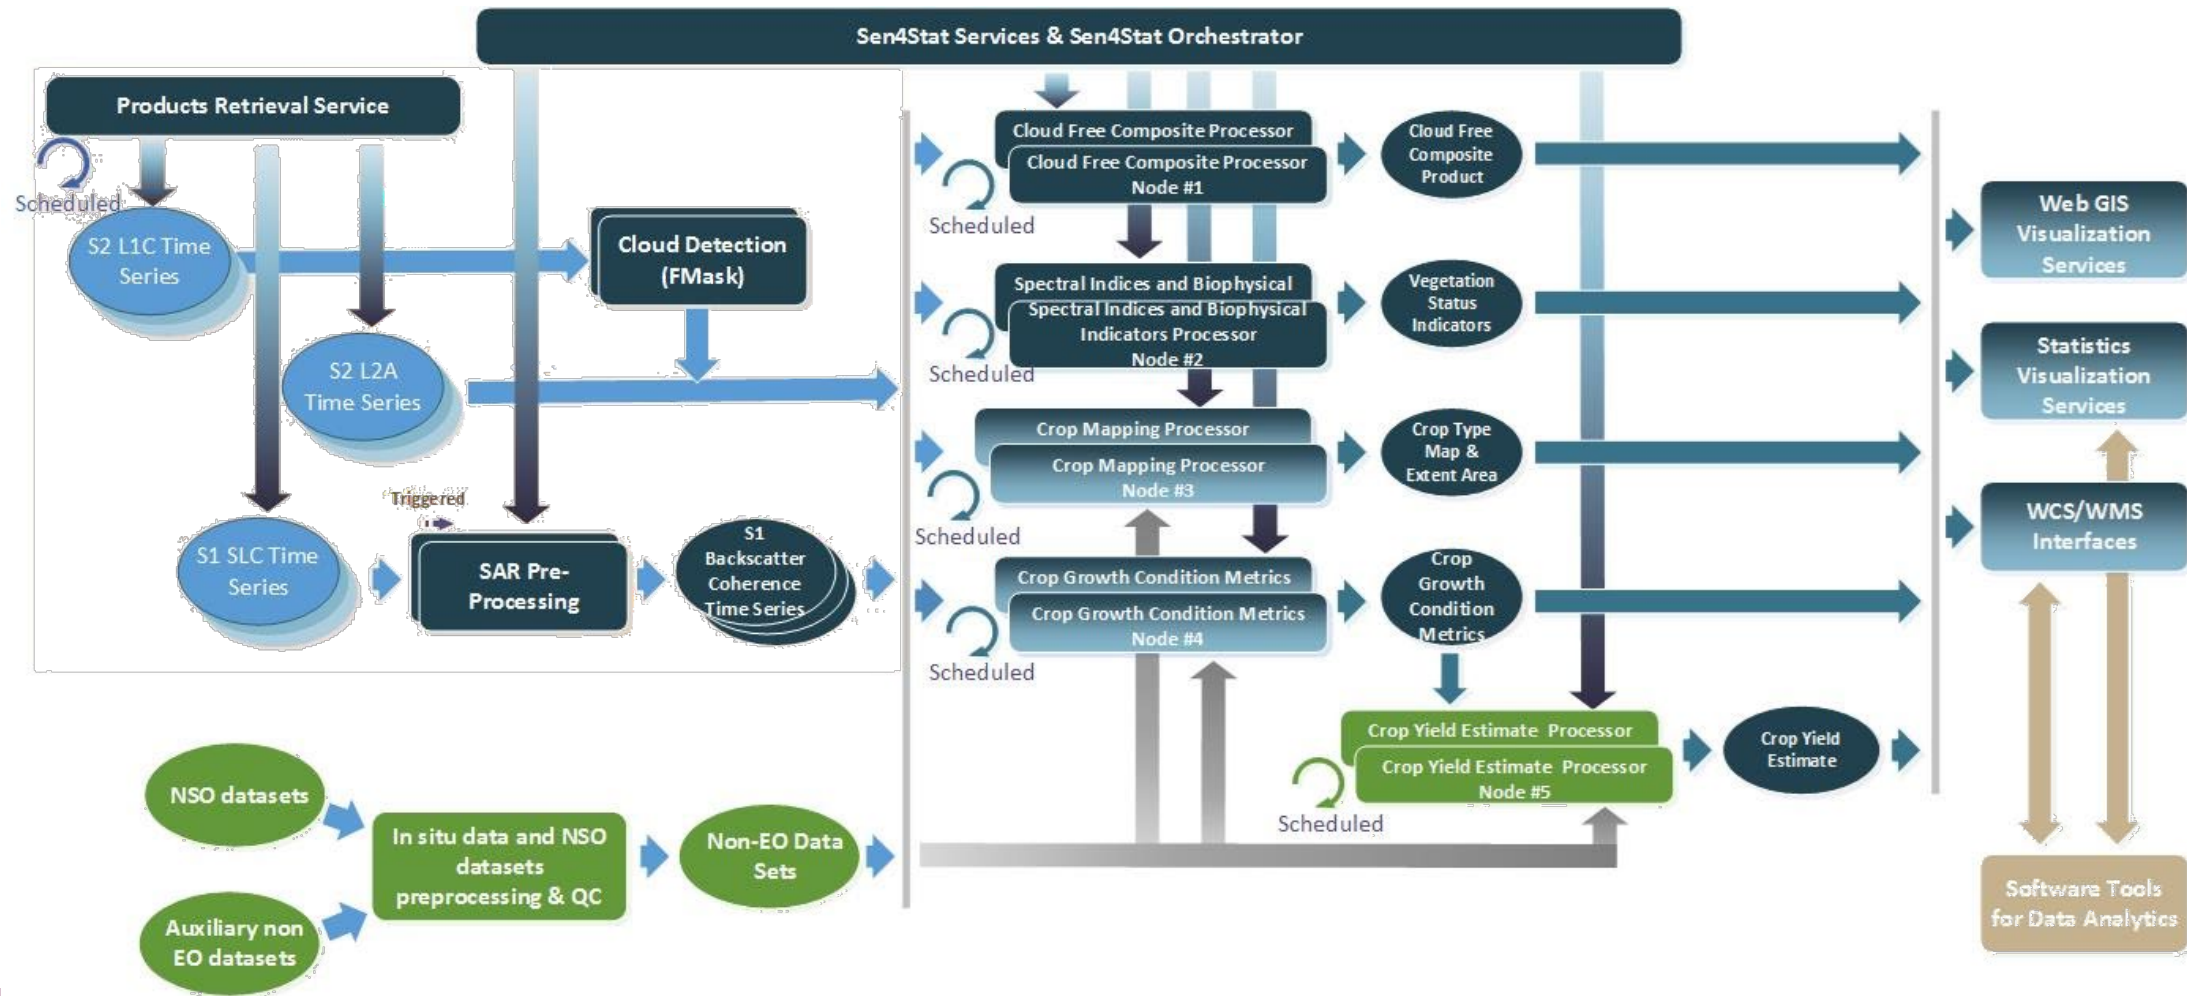 Sen4Stat Services & Sen4Stat Orchestrator
Products Retrieval Service
Scheduled
S2 L1C Time
Series
Cloud Detection
(FMask)
S2 L2A
Time Series
Triggered
S1 SLC Time
Series
SAR Pre-
Processing
S1
Backscatter
Coherence
Time Series
NSO datasets
Auxiliary non
EO datasets
In situ data and NSO
datasets
preprocessing & QC
Non-EO Data
Sets
Cloud Free Composite Processor
Cloud Free Composite Processor
Node #1
Scheduled
Cloud Free
Composite
Product
Spectral Indices and Biophysical
Spectral Indices and Biophysical
Indicators Processor
Node #2
Scheduled
Vegetation
Status
Indicators
Crop Mapping Processor
Crop Mapping Processor
Node #3
Scheduled
Crop Type
Map &
Extent Area
Crop Growth Condition Metrics
Crop Growth Condition Metrics
Node #4
Scheduled
Crop
Growth
Condition
Metrics
Crop Yield Estimate Processor
Crop Yield Estimate Processor
Node #5
Scheduled
Crop Yield
Estimate
Web GIS
Visualization
Services
Statistics
Visualization
Services
WCS/WMS
Interfaces
Software Tools
for Data Analytics